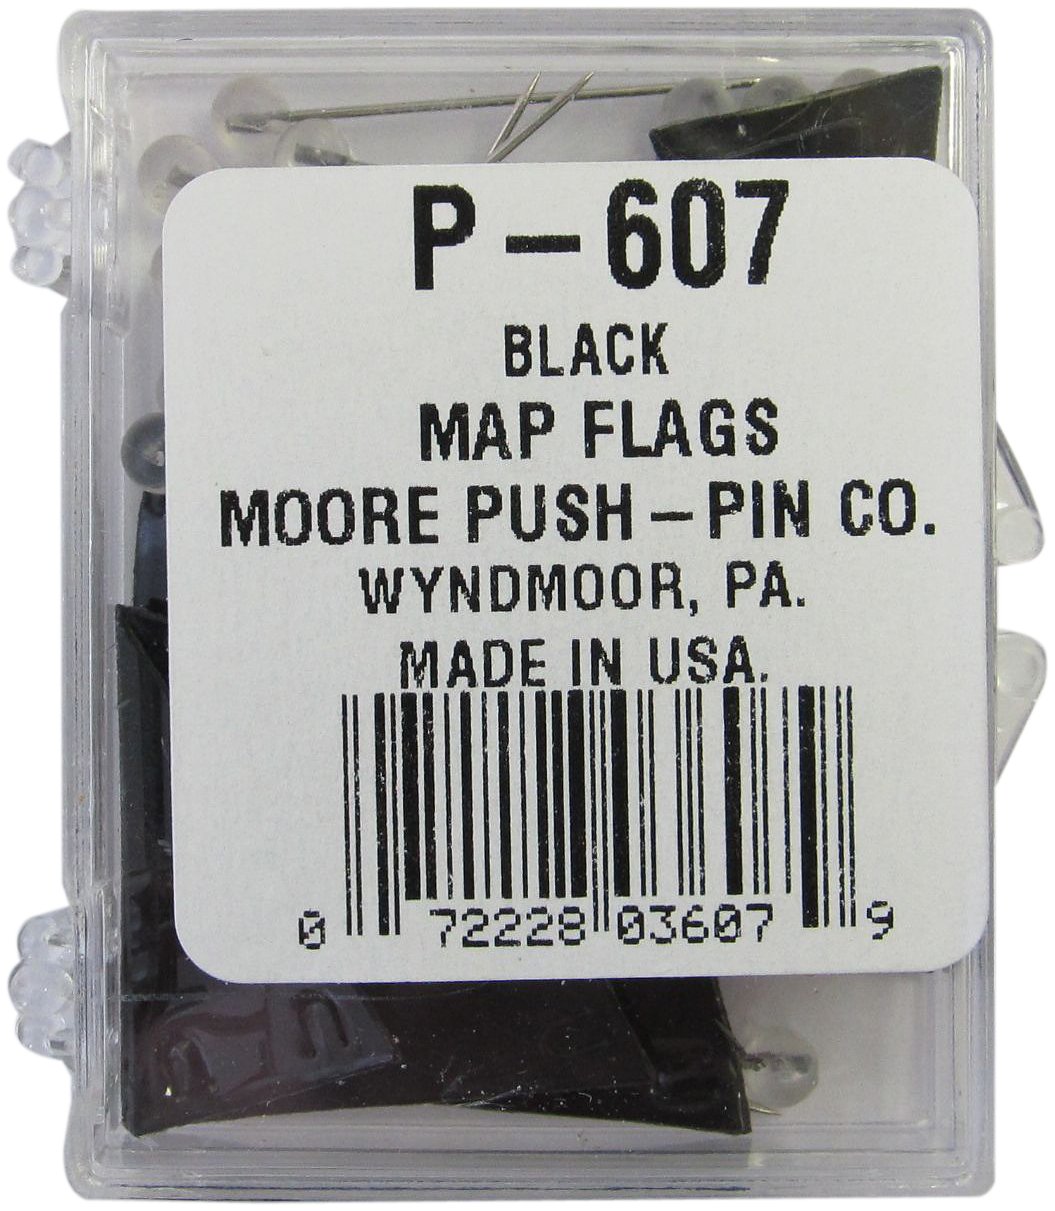 P-607
BLACK
MAP FLAGS
MOORE PUSH-PIN CO.
WYNDMOOR, PA.
MADE IN USA.
0 72228 03607 9